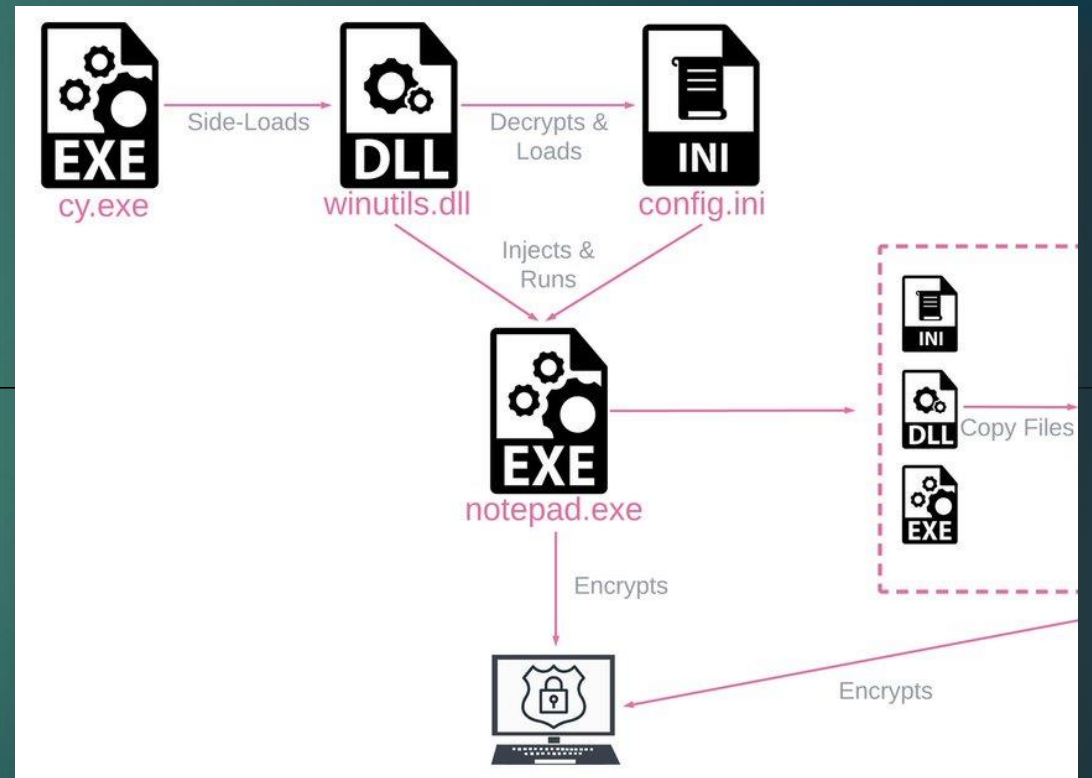 EXE
cy.exe
Side-Loads
DLL
winutils.dll
Decrypts &
Loads
INI
config.ini
Injects &
Runs
EXE
notepad.exe
INI
DLL
EXE
Copy Files
Encrypts
Encrypts